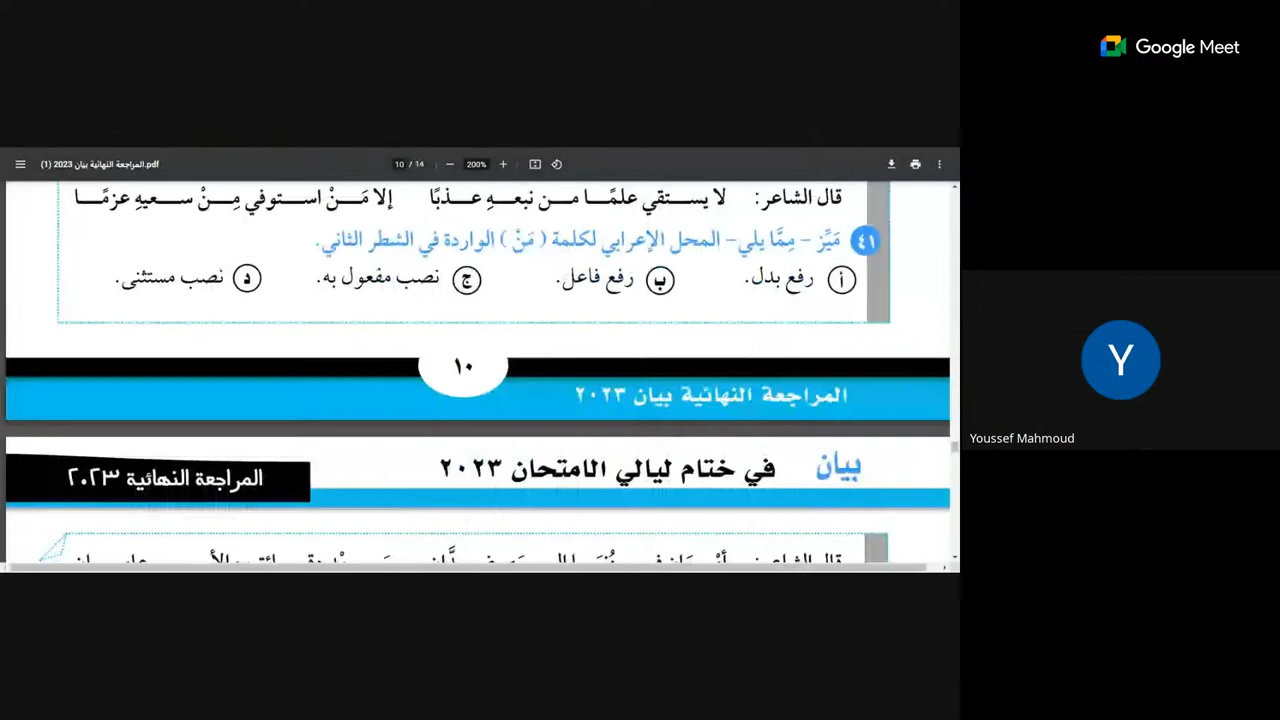 Google Meet
المراجعة النهائية بيان 2023 (1).pdf
10 / 14
200%
قال الشاعر: لا يستقي علمًا من نبعهِ عذبًا إلا مَنْ استوفي مِنْ سعيهِ عزمًا
٤١ مَيِّز – مِمَّا يلي – المحل الإعرابي لكلمة (مَنْ) الواردة في الشطر الثاني.
أ رفع بدل. ب رفع فاعل. ج نصب مفعول به. د نصب مستثنى.
١٠
المراجعة النهائية بيان ٢٠٢٣
بيان في ختام ليالي الامتحان ٢٠٢٣
المراجعة النهائية ٢٠٢٣
قال الشاعر:
Y
Youssef Mahmoud